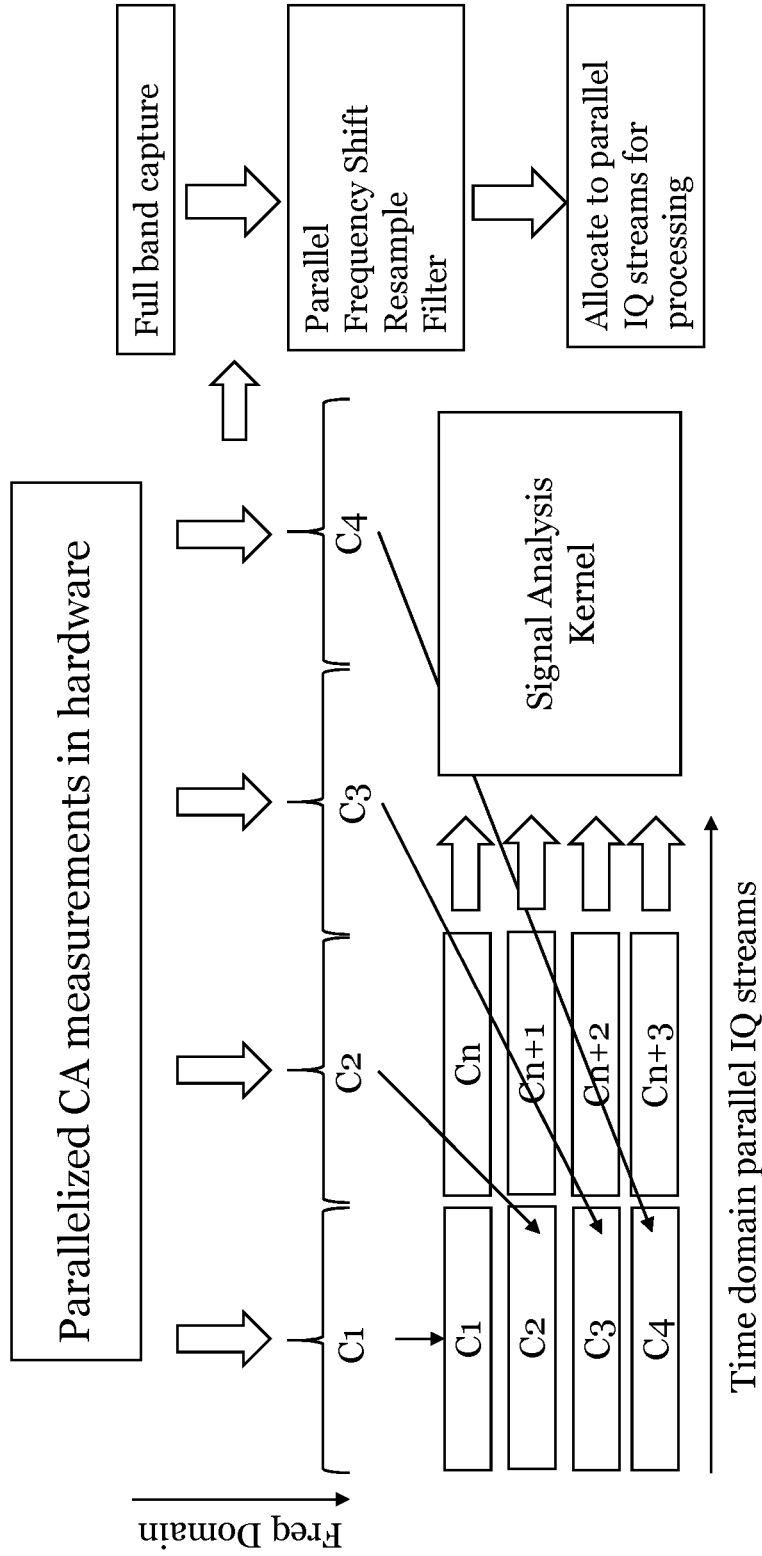 Parallelized CA measurements in hardware
Freq Domain
C1
C2
C3
C4
Full band capture
Parallel
Frequency Shift
Resample
Filter
Allocate to parallel
IQ streams for
processing
C1
Cn
C2
Cn+1
C3
Cn+2
C4
Cn+3
Signal Analysis
Kernel
Time domain parallel IQ streams